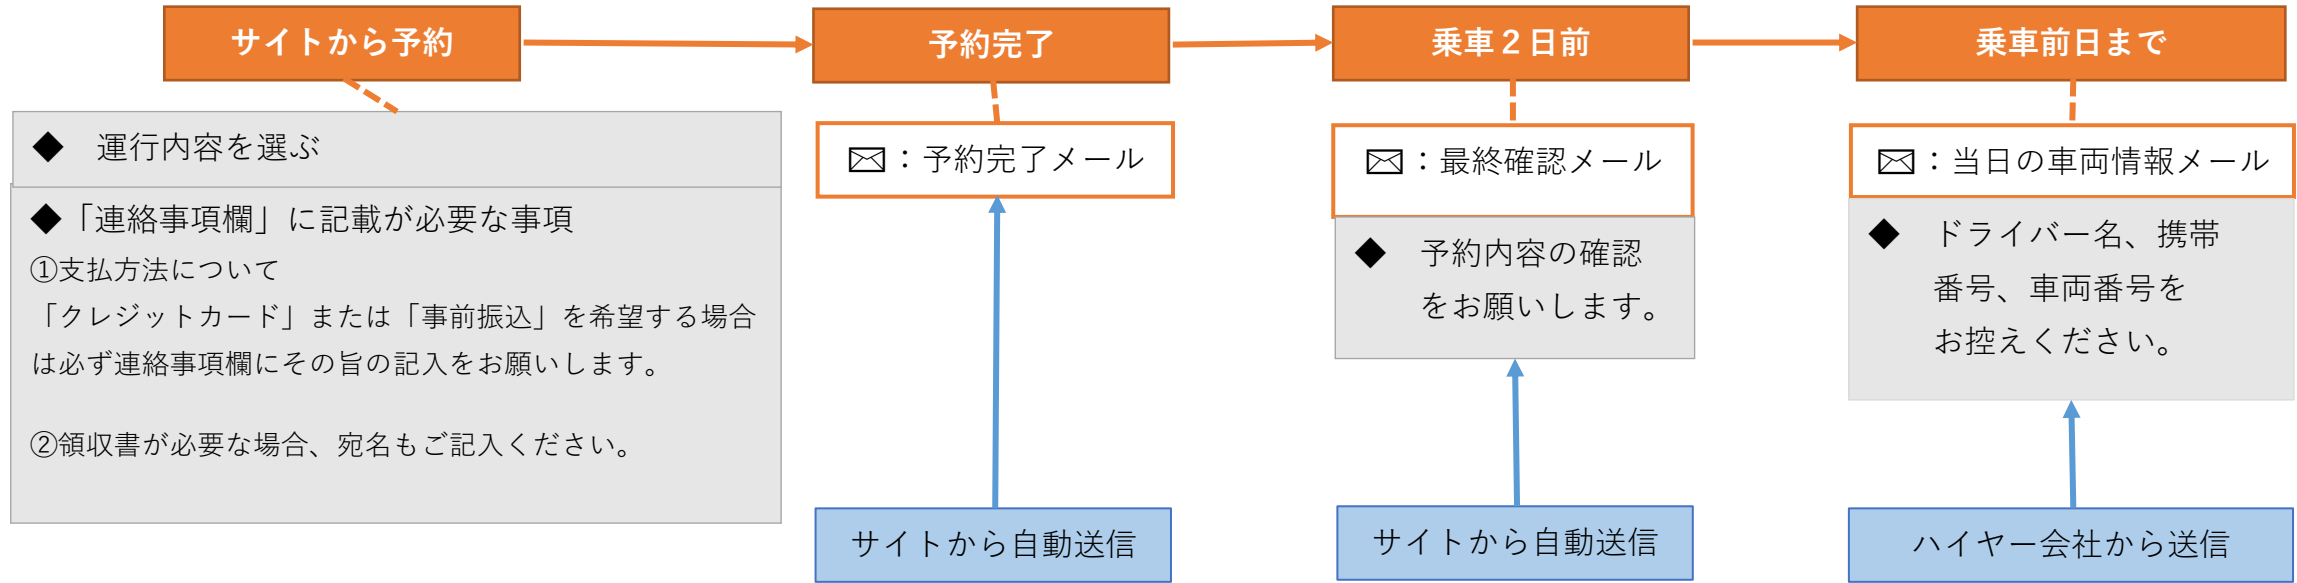 サイトから予約
予約完了
乗車２日前
乗車前日まで
◆ 運行内容を選ぶ
◆「連絡事項欄」に記載が必要な事項
①支払方法について
「クレジットカード」または「事前振込」を希望する場合
は必ず連絡事項欄にその旨の記入をお願いします。
②領収書が必要な場合、宛名もご記入ください。
✉：予約完了メール
サイトから自動送信
✉：最終確認メール
◆ 予約内容の確認
をお願いします。
サイトから自動送信
✉：当日の車両情報メール
◆ ドライバー名、携帯
番号、車両番号を
お控えください。
ハイヤー会社から送信